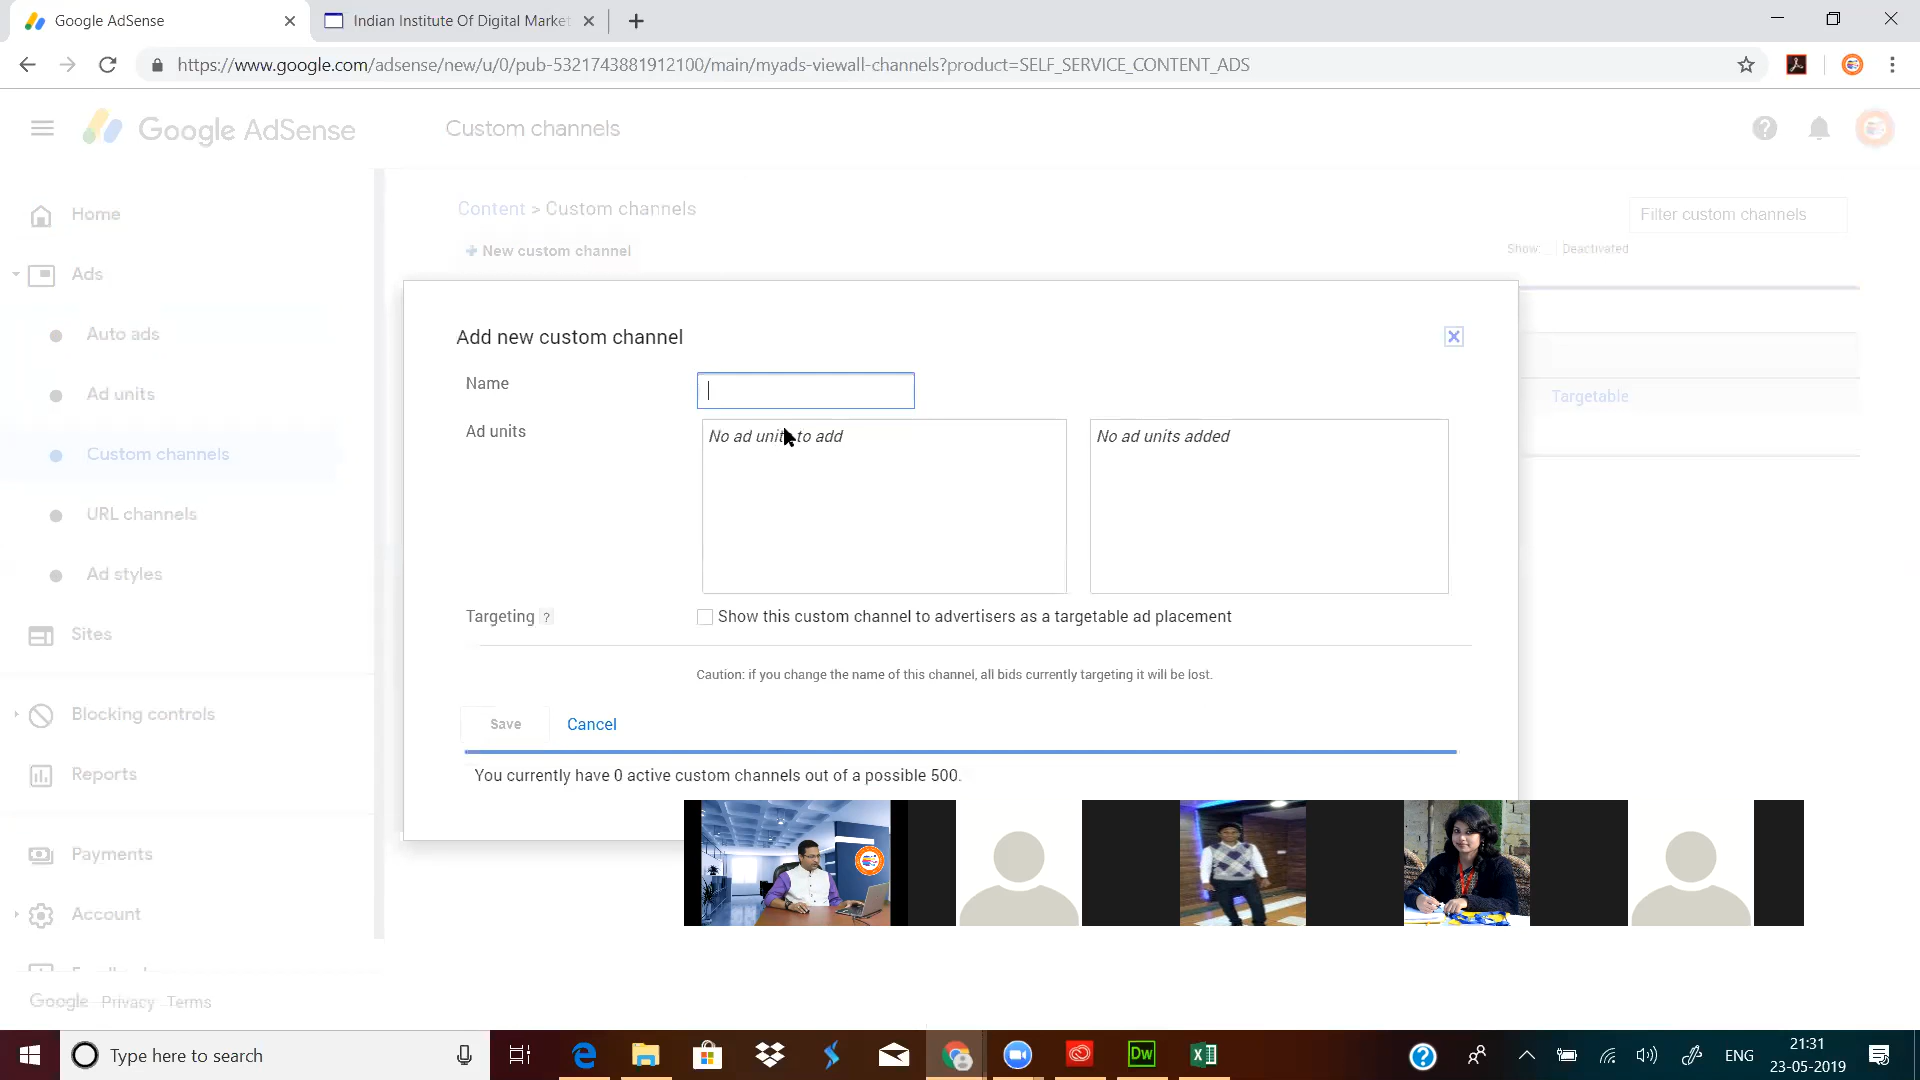 Google AdSense
Indian Institute Of Digital Market
https://www.google.com/adsense/new/u/0/pub-5321743881912100/main/myads-viewall-channels?product=SELF_SERVICE_CONTENT_ADS
Google AdSense
Custom channels
Home
Ads
Auto ads
Ad units
Custom channels
URL channels
Ad styles
Sites
Blocking controls
Reports
Payments
Account
Google Privacy Terms
Content > Custom channels
Filter custom channels
+ New custom channel
Show: Deactivated
Targetable
Add new custom channel
Name
Ad units
No ad units to add
No ad units added
Targeting ?
Show this custom channel to advertisers as a targetable ad placement
Caution: if you change the name of this channel, all bids currently targeting it will be lost.
Save
Cancel
You currently have 0 active custom channels out of a possible 500.
Type here to search
Dw
ENG
21:31
23-05-2019